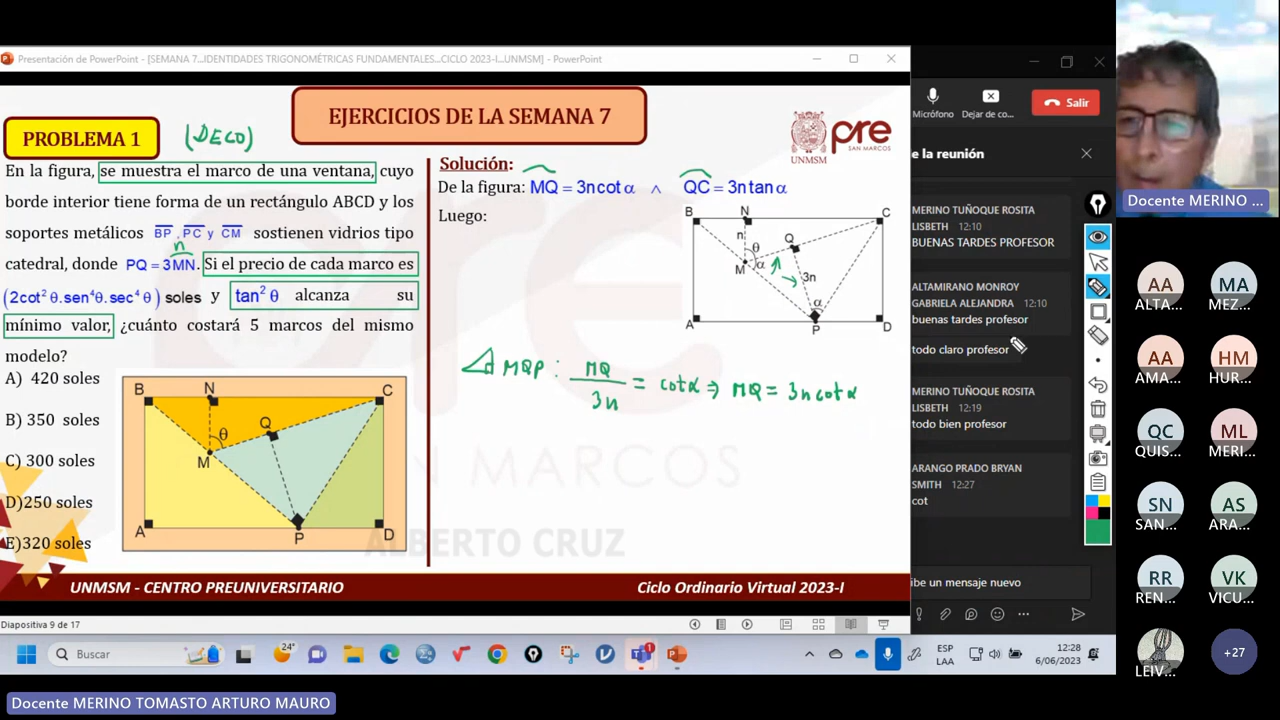 Presentación de PowerPoint - [SEMANA 7...IDENTIDADES TRIGONOMÉTRICAS FUNDAMENTALES...CICLO 2023-I...UNMSM] - PowerPoint
EJERCICIOS DE LA SEMANA 7
PROBLEMA 1
(DECO)
UNMSM
pre
SAN MARCOS
En la figura, se muestra el marco de una ventana, cuyo
borde interior tiene forma de un rectángulo ABCD y los
soportes metálicos BP, PC y CM sostienen vidrios tipo
n
catedral, donde PQ = 3MN. Si el precio de cada marco es
(2cot² θ.sen⁴θ.sec⁴ θ) soles y tan² θ alcanza su
mínimo valor, ¿cuánto costará 5 marcos del mismo
modelo?
A) 420 soles
B) 350 soles
C) 300 soles
D)250 soles
E)320 soles
B N C
θ Q
M
A P D
Solución:
De la figura: MQ = 3ncotα ∧ QC = 3ntanα
Luego:
B N C
n θ Q
M α 3n
α
A P D
MQP : MQ/3n = cotα ⇒ MQ = 3ncotα
SAN MARCOS
ALBERTO CRUZ
UNMSM - CENTRO PREUNIVERSITARIO
Ciclo Ordinario Virtual 2023-I
Diapositiva 9 de 17
Micrófono
Dejar de co...
Salir
e la reunión
MERINO TUÑOQUE ROSITA
LISBETH 12:10
BUENAS TARDES PROFESOR
ALTAMIRANO MONROY
GABRIELA ALEJANDRA 12:10
buenas tardes profesor
todo claro profesor
MERINO TUÑOQUE ROSITA
LISBETH 12:19
todo bien profesor
ARANGO PRADO BRYAN
SMITH 12:27
cot
ibe un mensaje nuevo
Docente MERINO ...
AA
ALTA...
MA
MEZ...
AA
AMA...
HM
HUR...
QC
QUIS...
ML
MERI...
SN
SAN...
AS
ARA...
RR
REN...
VK
VICU...
LEIV...
+27
Buscar
24°
1
ESP
LAA
12:28
6/06/2023
Docente MERINO TOMASTO ARTURO MAURO